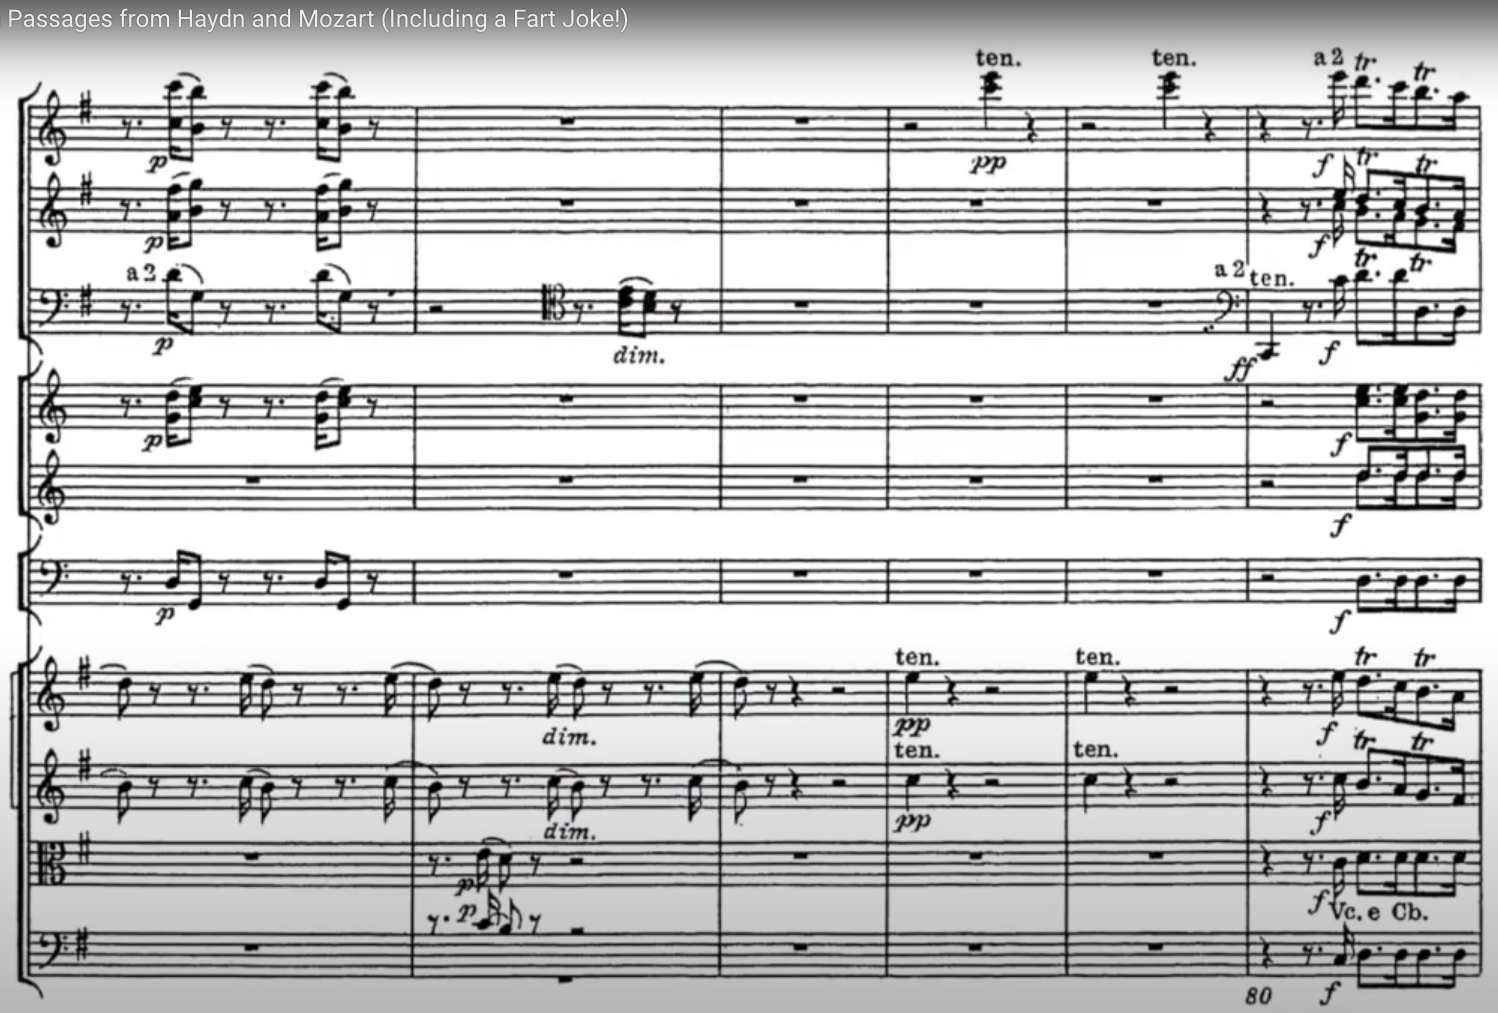 Passages from Haydn and Mozart (Including a Fart Joke!)
ten. ten. a 2 tr tr
p pp f tr tr
p f
a 2 a 2 ten. tr tr
p dim. ff f
p f
f
p f
ten. ten. tr tr
dim. pp f
ten. ten. tr tr
dim. pp f
p f
p Vc. e Cb.
80 f